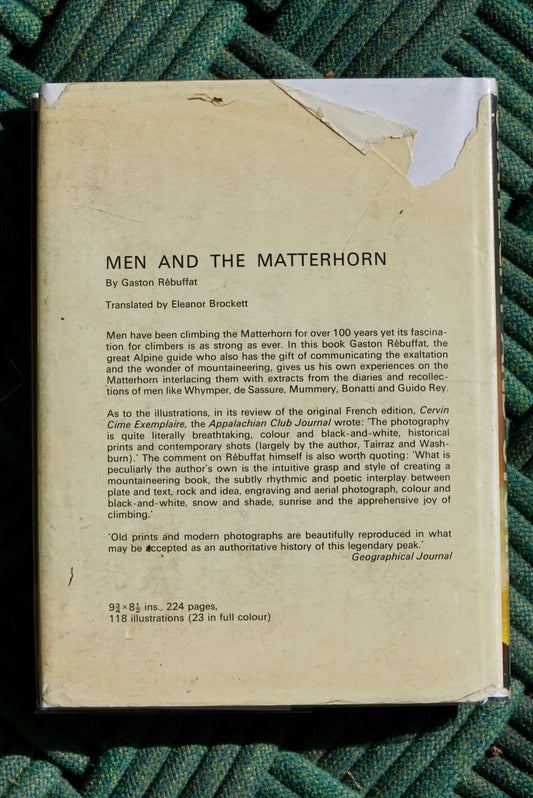 MEN AND THE MATTERHORN
By Gaston Rébuffat
Translated by Eleanor Brockett
Men have been climbing the Matterhorn for over 100 years yet its fascina-
tion for climbers is as strong as ever. In this book Gaston Rébuffat, the
great Alpine guide who also has the gift of communicating the exaltation
and the wonder of mountaineering, gives us his own experiences on the
Matterhorn interlacing them with extracts from the diaries and recollec-
tions of men like Whymper, de Sassure, Mummery, Bonatti and Guido Rey.
As to the illustrations, in its review of the original French edition, Cervin
Cime Exemplaire, the Appalachian Club Journal wrote: 'The photography
is quite literally breathtaking, colour and black-and-white, historical
prints and contemporary shots (largely by the author, Tairraz and Wash-
burn).' The comment on Rébuffat himself is also worth quoting: 'What is
peculiarly the author's own is the intuitive grasp and style of creating a
mountaineering book, the subtly rhythmic and poetic interplay between
plate and text, rock and idea, engraving and aerial photograph, colour and
black-and-white, snow and shade, sunrise and the apprehensive joy of
climbing.'
'Old prints and modern photographs are beautifully reproduced in what
may be accepted as an authoritative history of this legendary peak.'
Geographical Journal
9¾×8½ ins., 224 pages,
118 illustrations (23 in full colour)